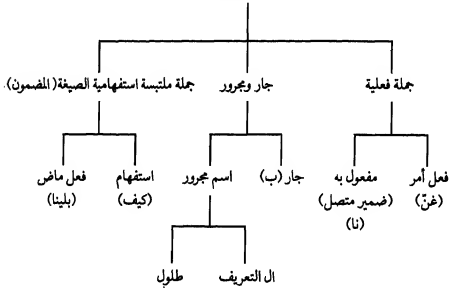 جملة فعلية جار ومجرور جملة ملتبسة استفهامية الصيغة (المضمون).
فعل أمر مفعول به جار (ب) اسم مجرور استفهام فعل ماض
(غنّ) (ضمير متصل) (كيف) (بلينا)
(نا)
ال التعريف طلول